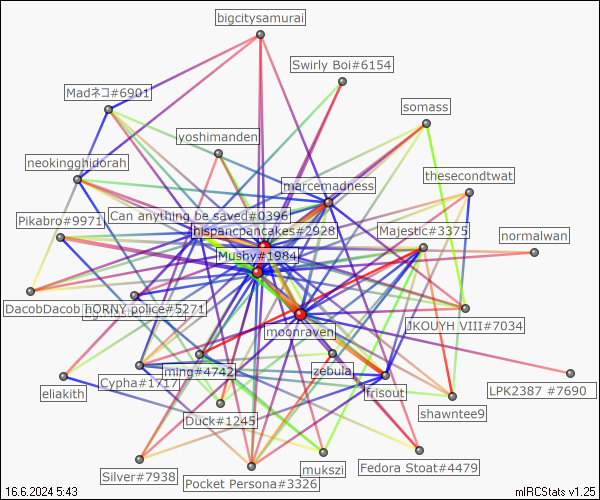 bigcitysamurai
Swirly Boi#6154
Madネコ#6901
somass
yoshimanden
neokingghidorah
thesecondtwat
marcemadness
Can anything be saved#0396
Pikabro#9971
hispancpancakes#2928
Majestic#3375
normalwan
Mushy#1984
DacobDacob
hORNY police#5271
JKOUYH VIII#7034
moonraven
ming#4742
zebula
Cypha#1717
eliakith
frisout
LPK2387 #7690
shawntee9
Duck#1245
mukszi
Fedora Stoat#4479
Silver#7938
Pocket Persona#3326
16.6.2024 5:43
mIRCStats v1.25